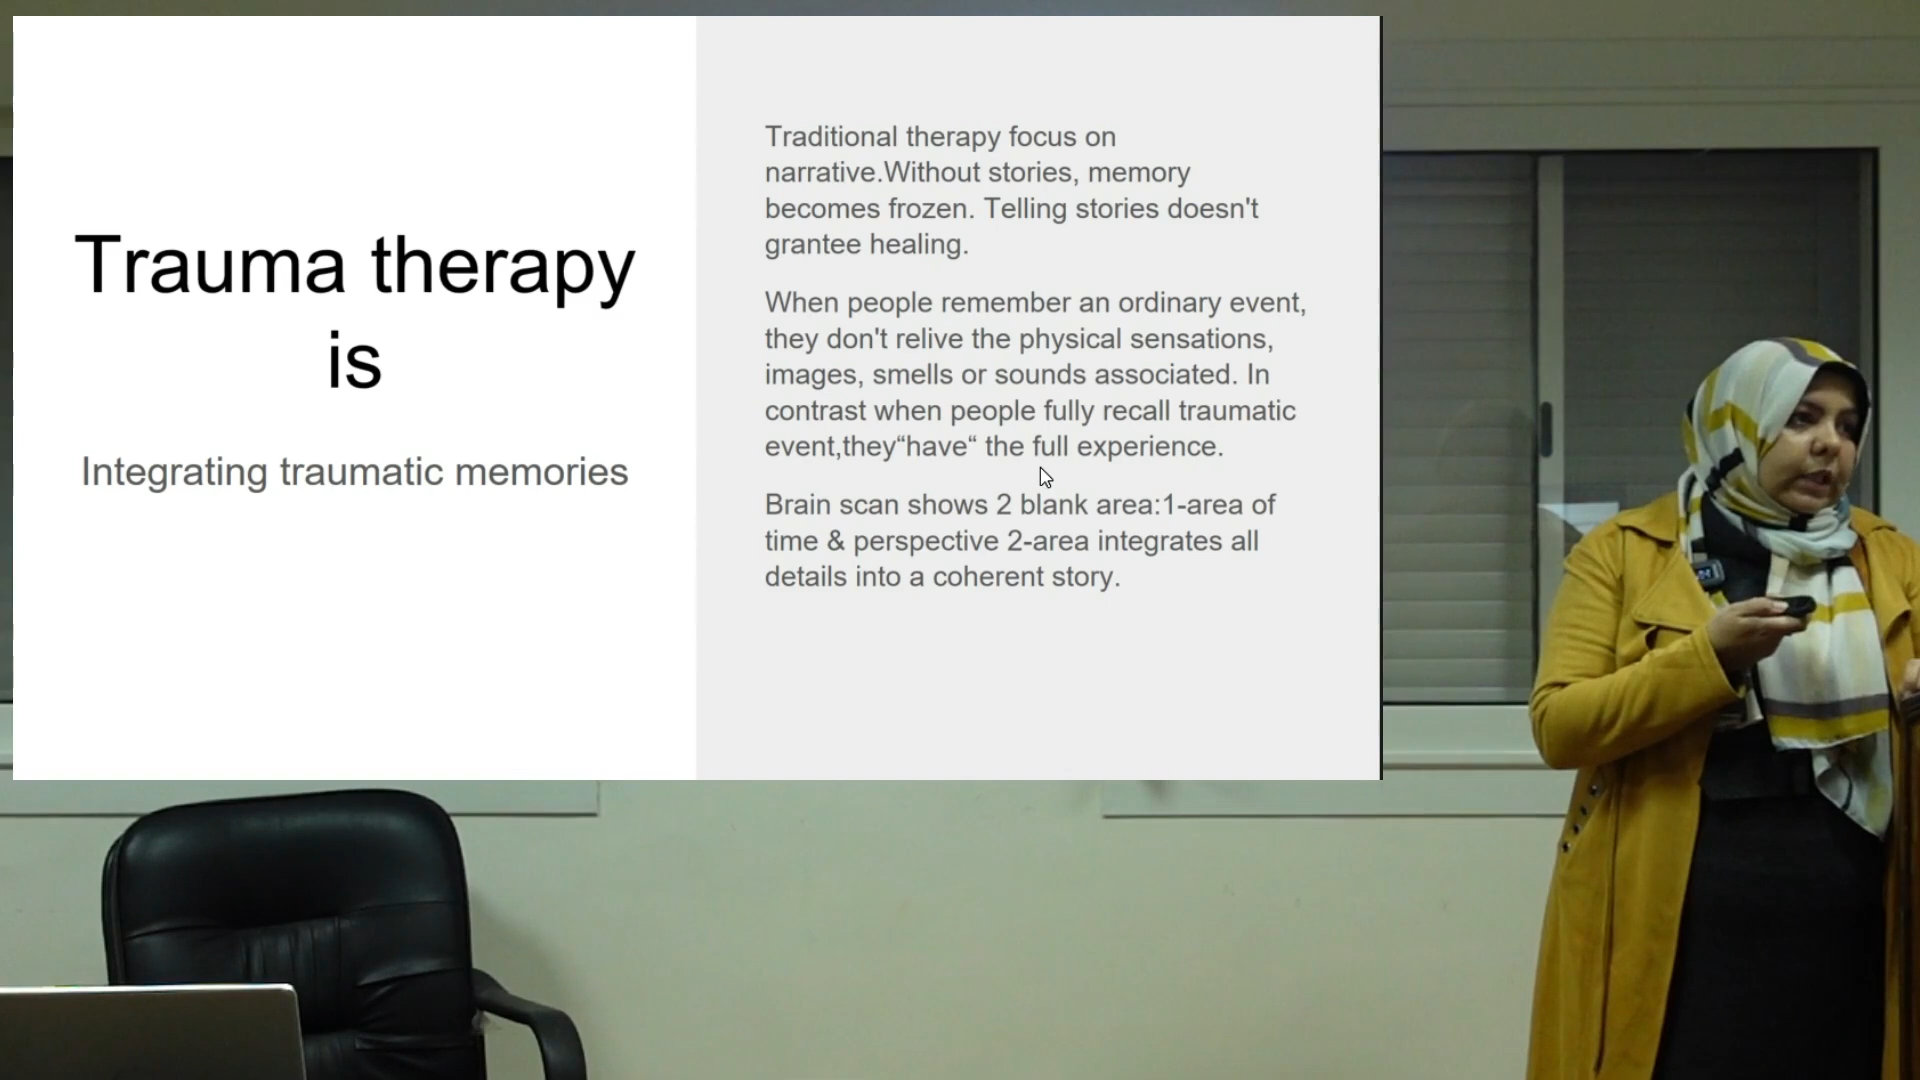 Trauma therapy
is
Integrating traumatic memories
Traditional therapy focus on
narrative.Without stories, memory
becomes frozen. Telling stories doesn't
grantee healing.
When people remember an ordinary event,
they don't relive the physical sensations,
images, smells or sounds associated. In
contrast when people fully recall traumatic
event,they“have“ the full experience.
Brain scan shows 2 blank area:1-area of
time & perspective 2-area integrates all
details into a coherent story.